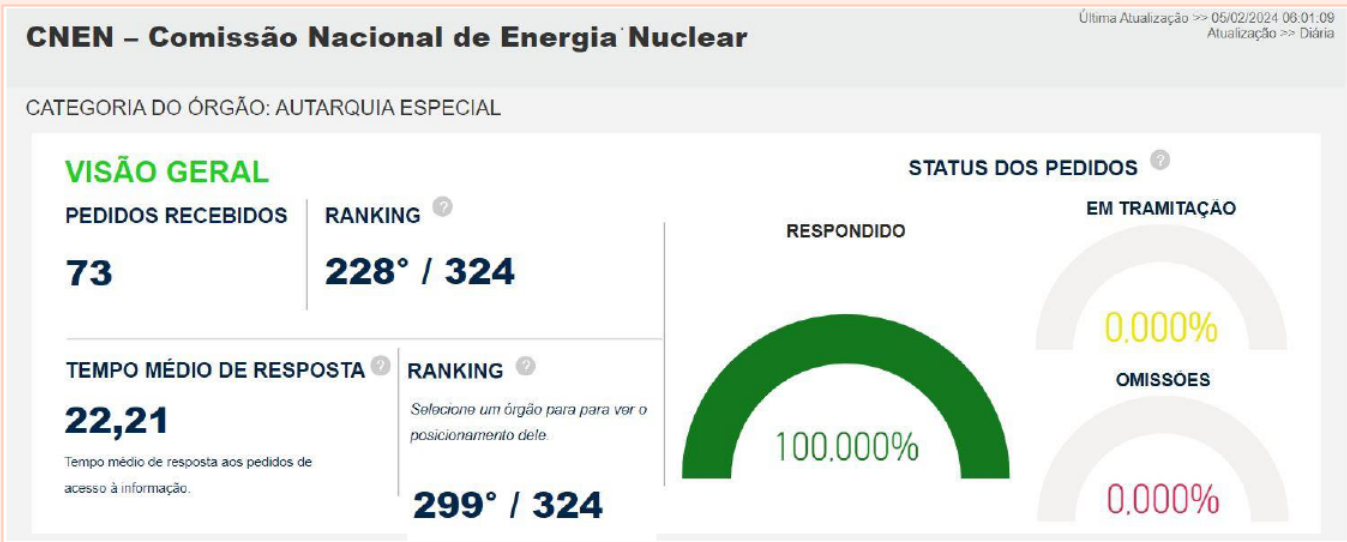 Última Atualização >> 05/02/2024 06:01:09
Atualização >> Diária
CNEN – Comissão Nacional de Energia Nuclear
CATEGORIA DO ÓRGÃO: AUTARQUIA ESPECIAL
VISÃO GERAL
PEDIDOS RECEBIDOS
73
RANKING ?
228° / 324
TEMPO MÉDIO DE RESPOSTA ?
22,21
Tempo médio de resposta aos pedidos de
acesso à informação.
RANKING ?
Selecione um órgão para para ver o
posicionamento dele.
299° / 324
STATUS DOS PEDIDOS ?
RESPONDIDO
100,000%
EM TRAMITAÇÃO
0,000%
OMISSÕES
0,000%